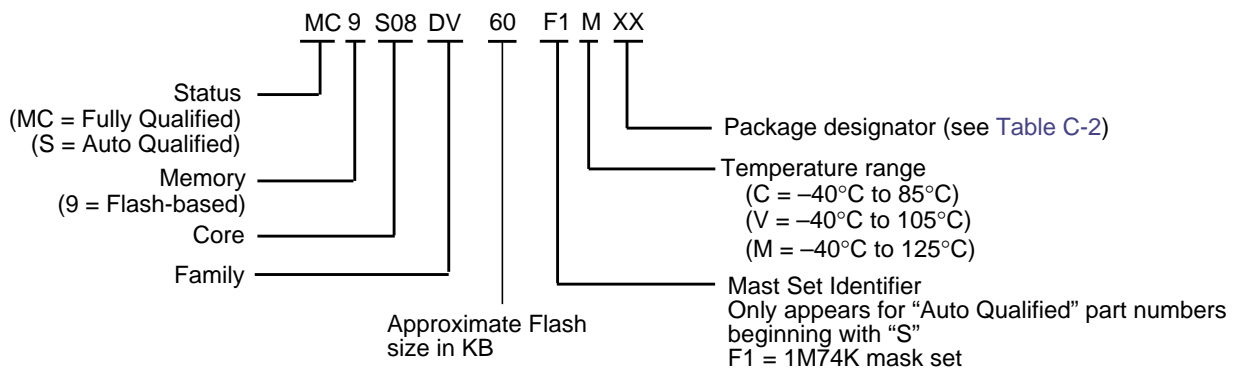 MC 9 S08 DV 60 F1 M XX
Status
(MC = Fully Qualified)
(S = Auto Qualified)
Memory
(9 = Flash-based)
Core
Family
Approximate Flash
size in KB
Package designator (see Table C-2)
Temperature range
(C = –40°C to 85°C)
(V = –40°C to 105°C)
(M = –40°C to 125°C)
Mast Set Identifier
Only appears for “Auto Qualified” part numbers
beginning with “S”
F1 = 1M74K mask set